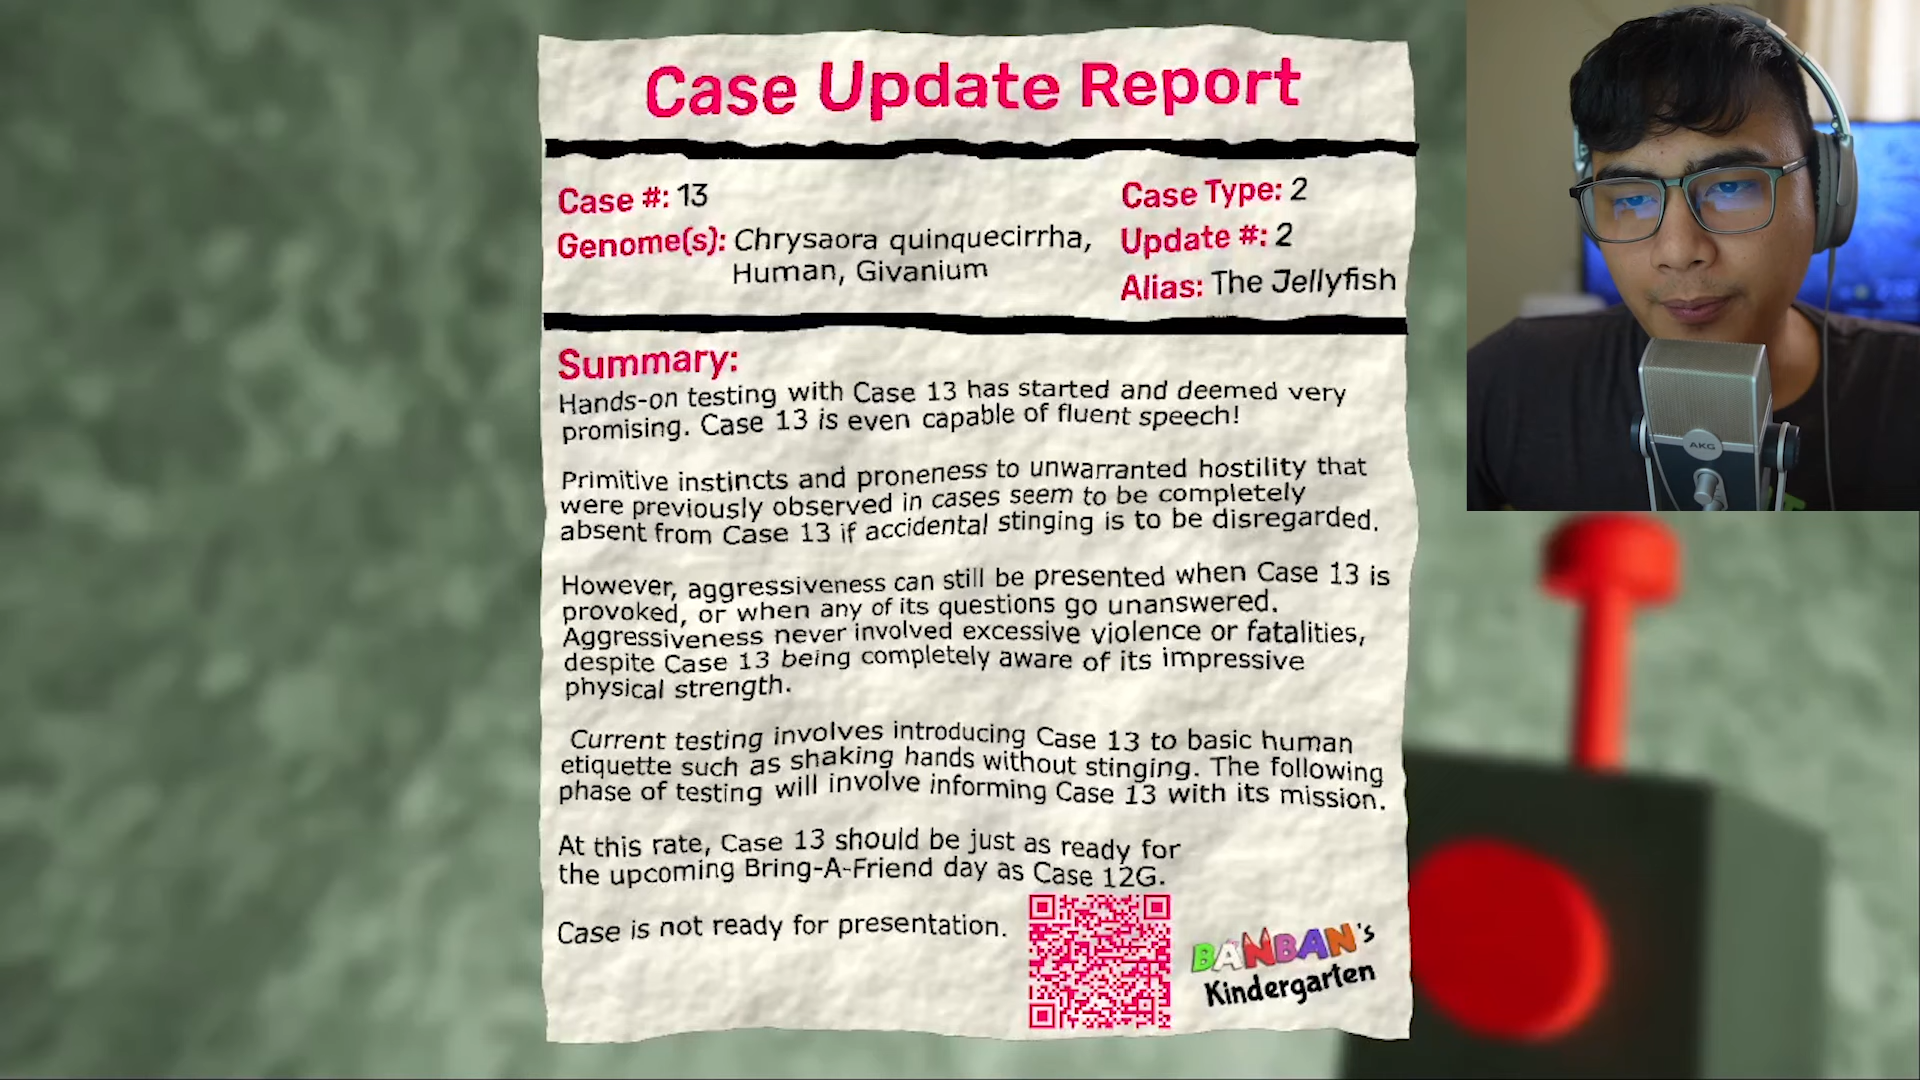 Case Update Report
Case #: 13
Case Type: 2
Genome(s): Chrysaora quinquecirrha,
Human, Givanium
Update #: 2
Alias: The Jellyfish
Summary:
Hands-on testing with Case 13 has started and deemed very
promising. Case 13 is even capable of fluent speech!
Primitive instincts and proneness to unwarranted hostility that
were previously observed in cases seem to be completely
absent from Case 13 if accidental stinging is to be disregarded.
However, aggressiveness can still be presented when Case 13 is
provoked, or when any of its questions go unanswered.
Aggressiveness never involved excessive violence or fatalities,
despite Case 13 being completely aware of its impressive
physical strength.
Current testing involves introducing Case 13 to basic human
etiquette such as shaking hands without stinging. The following
phase of testing will involve informing Case 13 with its mission.
At this rate, Case 13 should be just as ready for
the upcoming Bring-A-Friend day as Case 12G.
Case is not ready for presentation.
BANBAN's
Kindergarten
AKG